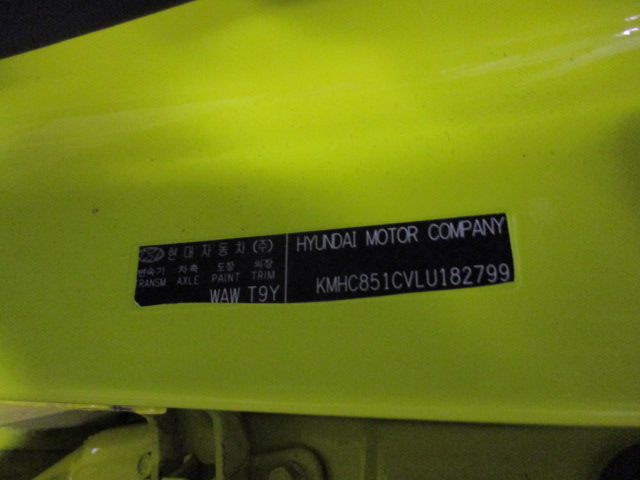 현대자동차(주) HYUNDAI MOTOR COMPANY
변속기 차축 도장 의장
TRANSM AXLE PAINT TRIM
KMHC851CVLU182799
WAW T9Y